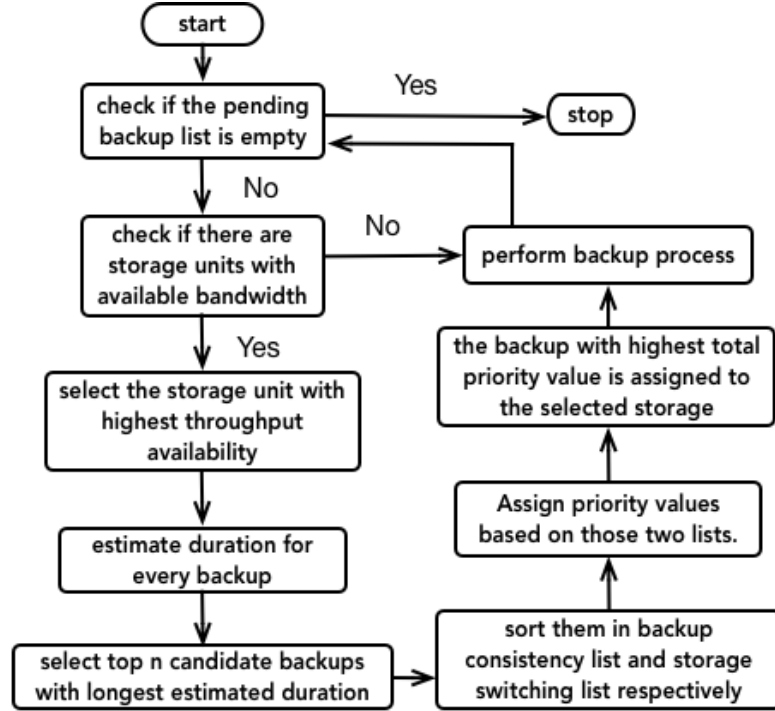 start
check if the pending
backup list is empty
Yes
stop
No
check if there are
storage units with
available bandwidth
No
perform backup process
Yes
select the storage unit with
highest throughput
availability
estimate duration for
every backup
select top n candidate backups
with longest estimated duration
sort them in backup
consistency list and storage
switching list respectively
Assign priority values
based on those two lists.
the backup with highest total
priority value is assigned to
the selected storage